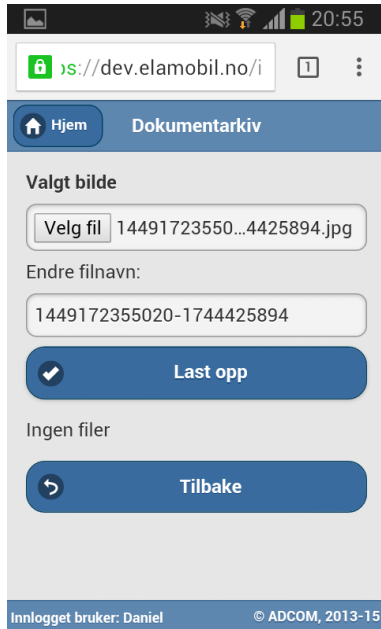 20:55
ps://dev.elamobil.no/i
1
Hjem
Dokumentarkiv
Valgt bilde
Velg fil 14491723550...4425894.jpg
Endre filnavn:
1449172355020-1744425894
Last opp
Ingen filer
Tilbake
Innlogget bruker: Daniel
© ADCOM, 2013-15